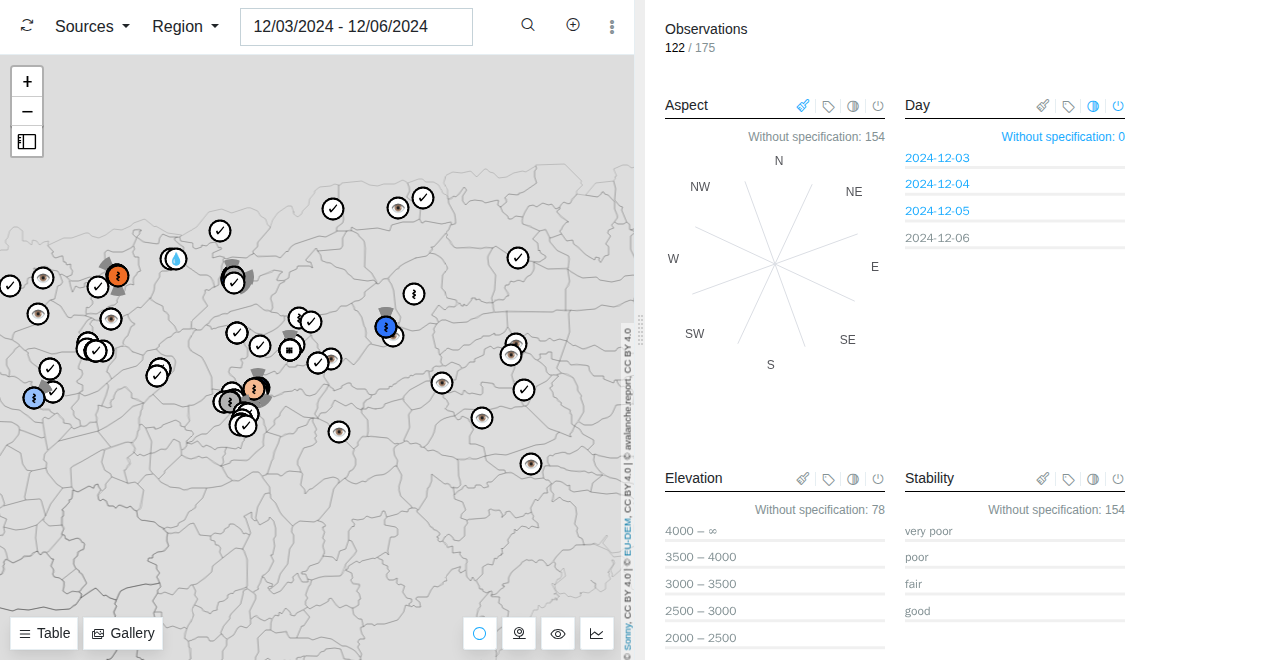 Sources
Region
12/03/2024 - 12/06/2024
+
−
Table
Gallery
© Sonny, CC BY 4.0 | © EU-DEM, CC BY 4.0 | © avalanche.report, CC BY 4.0
Observations
122 / 175
Aspect
Without specification: 154
N
NW
NE
W
E
SW
SE
S
Day
Without specification: 0
2024-12-03
2024-12-04
2024-12-05
2024-12-06
Elevation
Without specification: 78
4000 – ∞
3500 – 4000
3000 – 3500
2500 – 3000
2000 – 2500
Stability
Without specification: 154
very poor
poor
fair
good